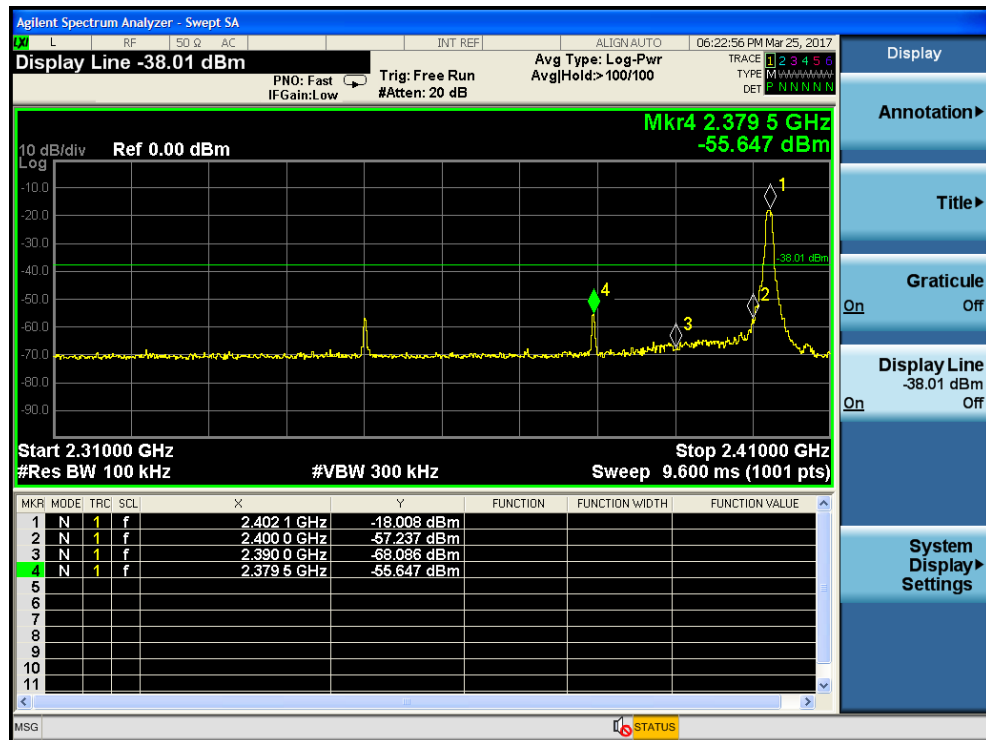 Agilent Spectrum Analyzer - Swept SA
LXI L RF 50 Ω AC INT REF ALIGN AUTO 06:22:56 PM Mar 25, 2017
Display Line -38.01 dBm
PNO: Fast
IFGain:Low
Trig: Free Run
#Atten: 20 dB
Avg Type: Log-Pwr
Avg|Hold:>100/100
TRACE 1 2 3 4 5 6
TYPE M WWWWW
DET P N N N N N
Mkr4 2.379 5 GHz
-55.647 dBm
10 dB/div Ref 0.00 dBm
Log
-10.0
-20.0
-30.0
-40.0
-50.0
-60.0
-70.0
-80.0
-90.0
1
-38.01 dBm
4
2
3
Start 2.31000 GHz Stop 2.41000 GHz
#Res BW 100 kHz #VBW 300 kHz Sweep 9.600 ms (1001 pts)
MKR MODE TRC SCL X Y FUNCTION FUNCTION WIDTH FUNCTION VALUE
1 N 1 f 2.402 1 GHz -18.008 dBm
2 N 1 f 2.400 0 GHz -57.237 dBm
3 N 1 f 2.390 0 GHz -68.086 dBm
4 N 1 f 2.379 5 GHz -55.647 dBm
5
6
7
8
9
10
11
MSG STATUS
Display
Annotation
Title
Graticule
On Off
Display Line
-38.01 dBm
On Off
System
Display
Settings